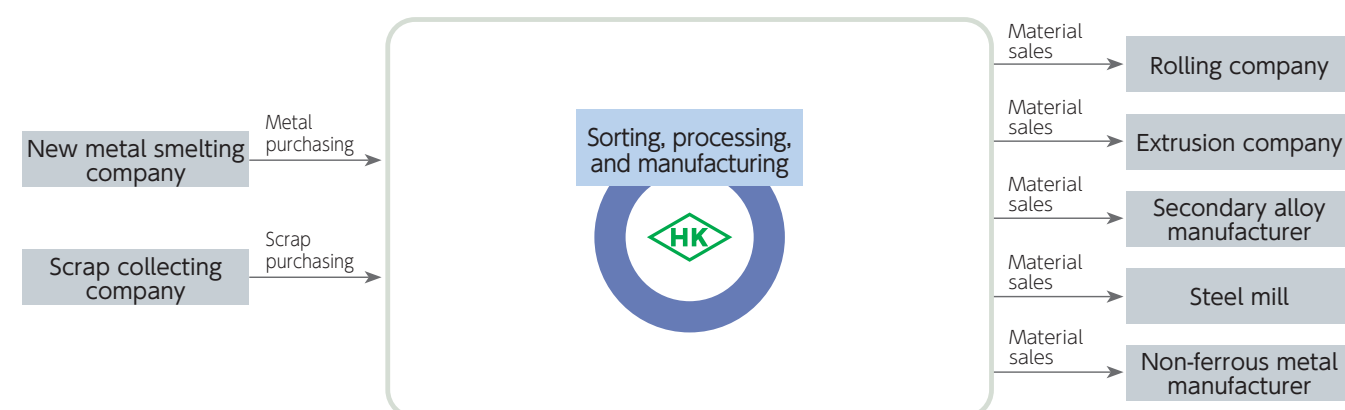 New metal smelting
company
Metal
purchasing
Scrap collecting
company
Scrap
purchasing
Sorting, processing,
and manufacturing
HK
Material
sales
Rolling company
Material
sales
Extrusion company
Material
sales
Secondary alloy
manufacturer
Material
sales
Steel mill
Material
sales
Non-ferrous metal
manufacturer